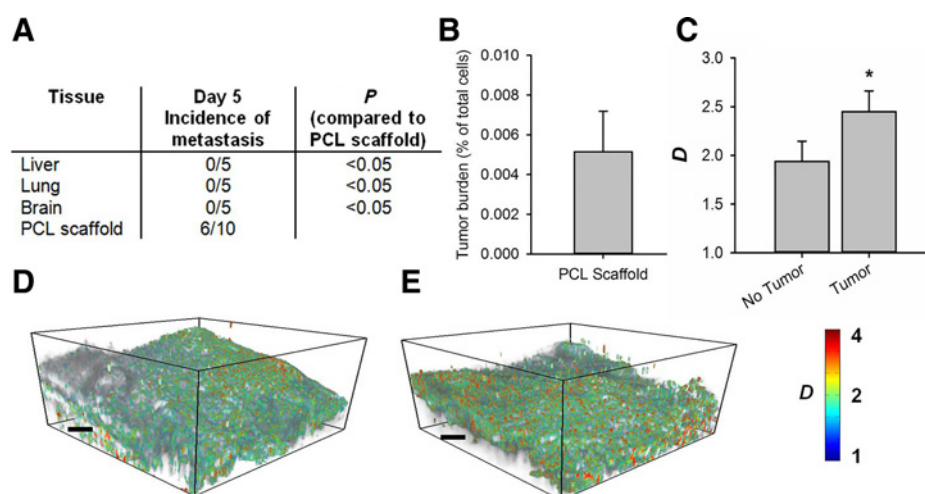 A
Tissue
Day 5
Incidence of
metastasis
P
(compared to
PCL scaffold)
Liver 0/5 <0.05
Lung 0/5 <0.05
Brain 0/5 <0.05
PCL scaffold 6/10
B
Tumor burden (% of total cells)
0.010
0.008
0.006
0.004
0.002
0.000
PCL Scaffold
C
D
3.0
2.5
2.0
1.5
1.0
*
No Tumor
Tumor
D
E
D
4
2
1